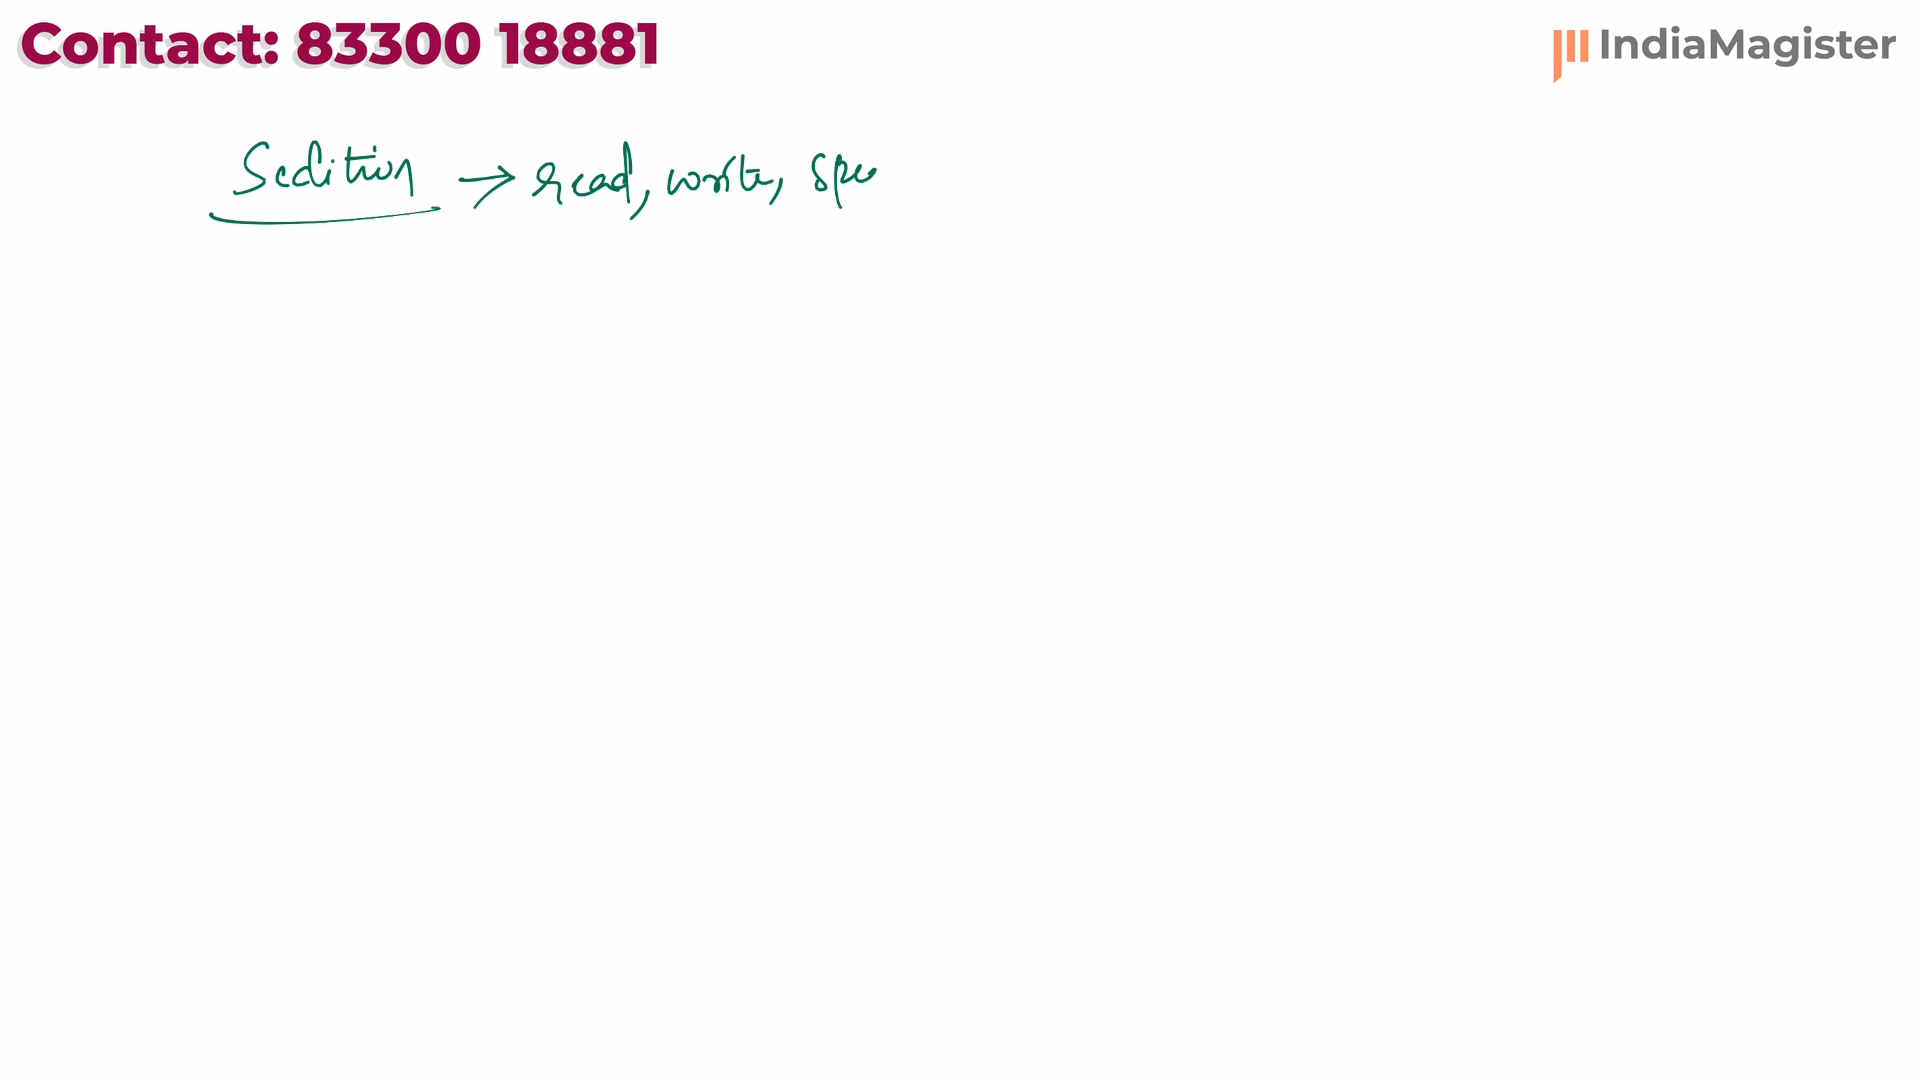 Contact: 83300 18881
IndiaMagister
Sedition → read, write, spe